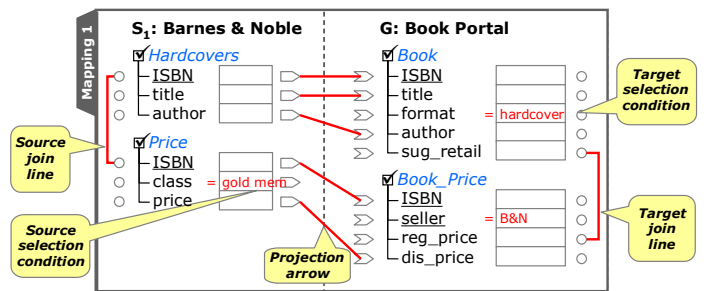 Mapping 1
S1: Barnes & Noble
Hardcovers
ISBN
title
author
Price
ISBN
class = gold mem
price
G: Book Portal
Book
ISBN
title
format = hardcover
author
sug_retail
Book_Price
ISBN
seller = B&N
reg_price
dis_price
Source
join
line
Source
selection
condition
Projection
arrow
Target
selection
condition
Target
join
line